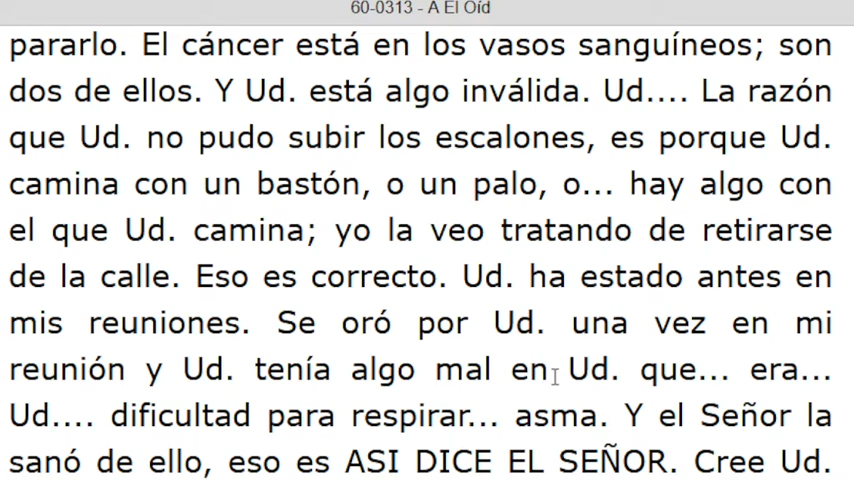 60-0313 - A El Oíd
pararlo. El cáncer está en los vasos sanguíneos; son
dos de ellos. Y Ud. está algo inválida. Ud.... La razón
que Ud. no pudo subir los escalones, es porque Ud.
camina con un bastón, o un palo, o... hay algo con
el que Ud. camina; yo la veo tratando de retirarse
de la calle. Eso es correcto. Ud. ha estado antes en
mis reuniones. Se oró por Ud. una vez en mi
reunión y Ud. tenía algo mal en Ud. que... era...
Ud.... dificultad para respirar... asma. Y el Señor la
sanó de ello, eso es ASI DICE EL SEÑOR. Cree Ud.